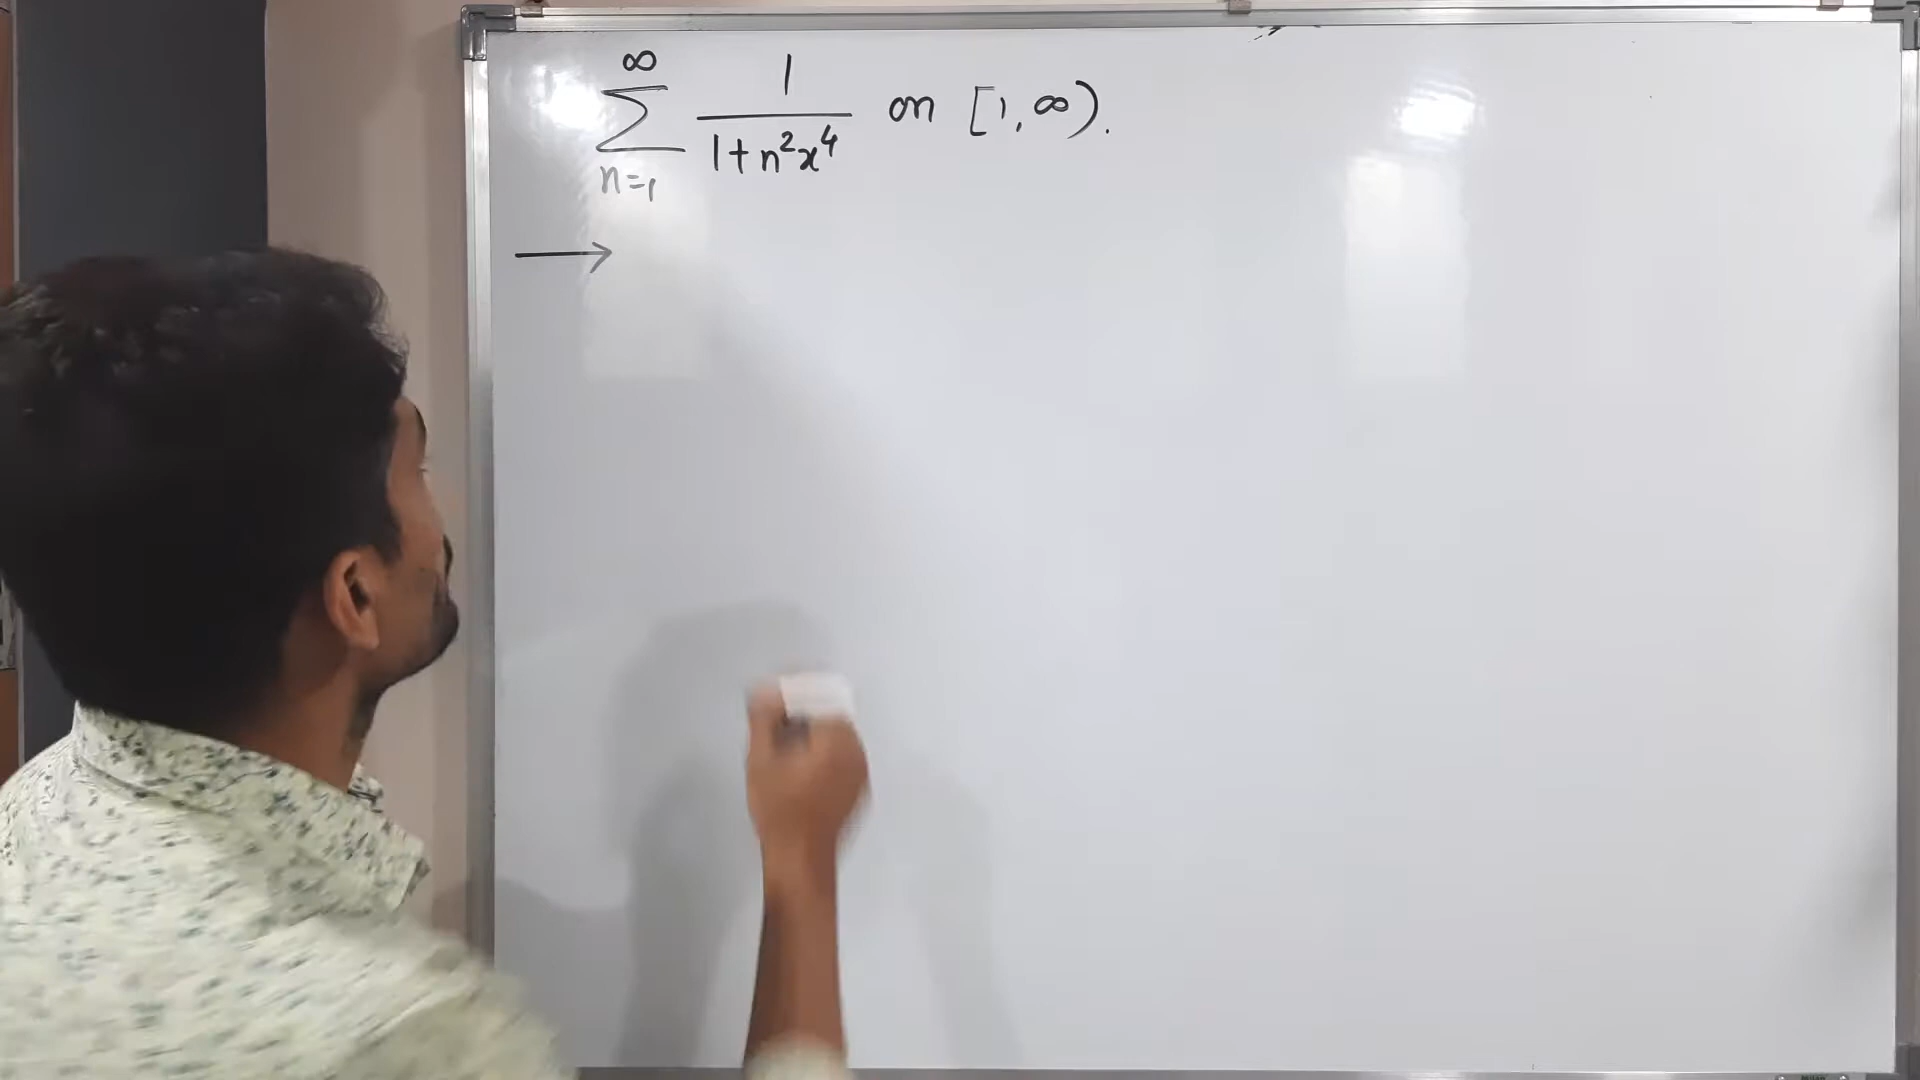 ∞
∑ 1/(1+n²x⁴) on [1,∞).
n=1
→